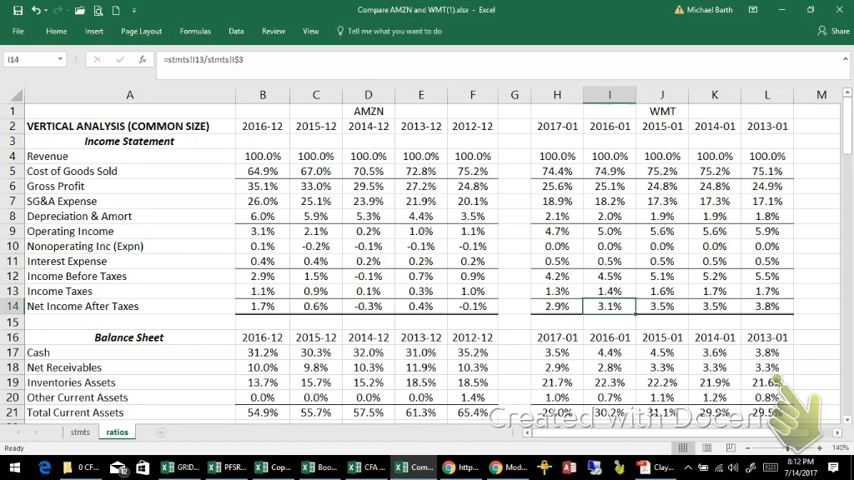 Compare AMZN and WMT(1).xlsx - Excel
Michael Barth
File Home Insert Page Layout Formulas Data Review View Tell me what you want to do Share
I14 =stmts!I13/stmts!I$3
A B C D E F G H I J K L M
1 AMZN WMT
2 VERTICAL ANALYSIS (COMMON SIZE) 2016-12 2015-12 2014-12 2013-12 2012-12 2017-01 2016-01 2015-01 2014-01 2013-01
3 Income Statement
4 Revenue 100.0% 100.0% 100.0% 100.0% 100.0% 100.0% 100.0% 100.0% 100.0% 100.0%
5 Cost of Goods Sold 64.9% 67.0% 70.5% 72.8% 75.2% 74.4% 74.9% 75.2% 75.2% 75.1%
6 Gross Profit 35.1% 33.0% 29.5% 27.2% 24.8% 25.6% 25.1% 24.8% 24.8% 24.9%
7 SG&A Expense 26.0% 25.1% 23.9% 21.9% 20.1% 18.9% 18.2% 17.3% 17.3% 17.1%
8 Depreciation & Amort 6.0% 5.9% 5.3% 4.4% 3.5% 2.1% 2.0% 1.9% 1.9% 1.8%
9 Operating Income 3.1% 2.1% 0.2% 1.0% 1.1% 4.7% 5.0% 5.6% 5.6% 5.9%
10 Nonoperating Inc (Expn) 0.1% -0.2% -0.1% -0.1% -0.1% 0.0% 0.0% 0.0% 0.0% 0.0%
11 Interest Expense 0.4% 0.4% 0.2% 0.2% 0.2% 0.5% 0.5% 0.5% 0.5% 0.5%
12 Income Before Taxes 2.9% 1.5% -0.1% 0.7% 0.9% 4.2% 4.5% 5.1% 5.2% 5.5%
13 Income Taxes 1.1% 0.9% 0.1% 0.3% 1.0% 1.3% 1.4% 1.6% 1.7% 1.7%
14 Net Income After Taxes 1.7% 0.6% -0.3% 0.4% -0.1% 2.9% 3.1% 3.5% 3.5% 3.8%
15
16 Balance Sheet 2016-12 2015-12 2014-12 2013-12 2012-12 2017-01 2016-01 2015-01 2014-01 2013-01
17 Cash 31.2% 30.3% 32.0% 31.0% 35.2% 3.5% 4.4% 4.5% 3.6% 3.8%
18 Net Receivables 10.0% 9.8% 10.3% 11.9% 10.3% 2.9% 2.8% 3.3% 3.3% 3.3%
19 Inventories Assets 13.7% 15.7% 15.2% 18.5% 18.5% 21.7% 22.3% 22.2% 21.9% 21.6%
20 Other Current Assets 0.0% 0.0% 0.0% 0.0% 1.4% 1.0% 0.7% 1.1% 1.2% 0.8%
21 Total Current Assets 54.9% 55.7% 57.5% 61.3% 65.4% 29.0% 30.2% 31.1% 29.9% 29.5%
Created with
stmts ratios
Ready 140%
0 CF... GRID... PFSR... Cop... Boo... CFA ... Com... http... Mod... Clay...
8:12 PM
7/14/2017